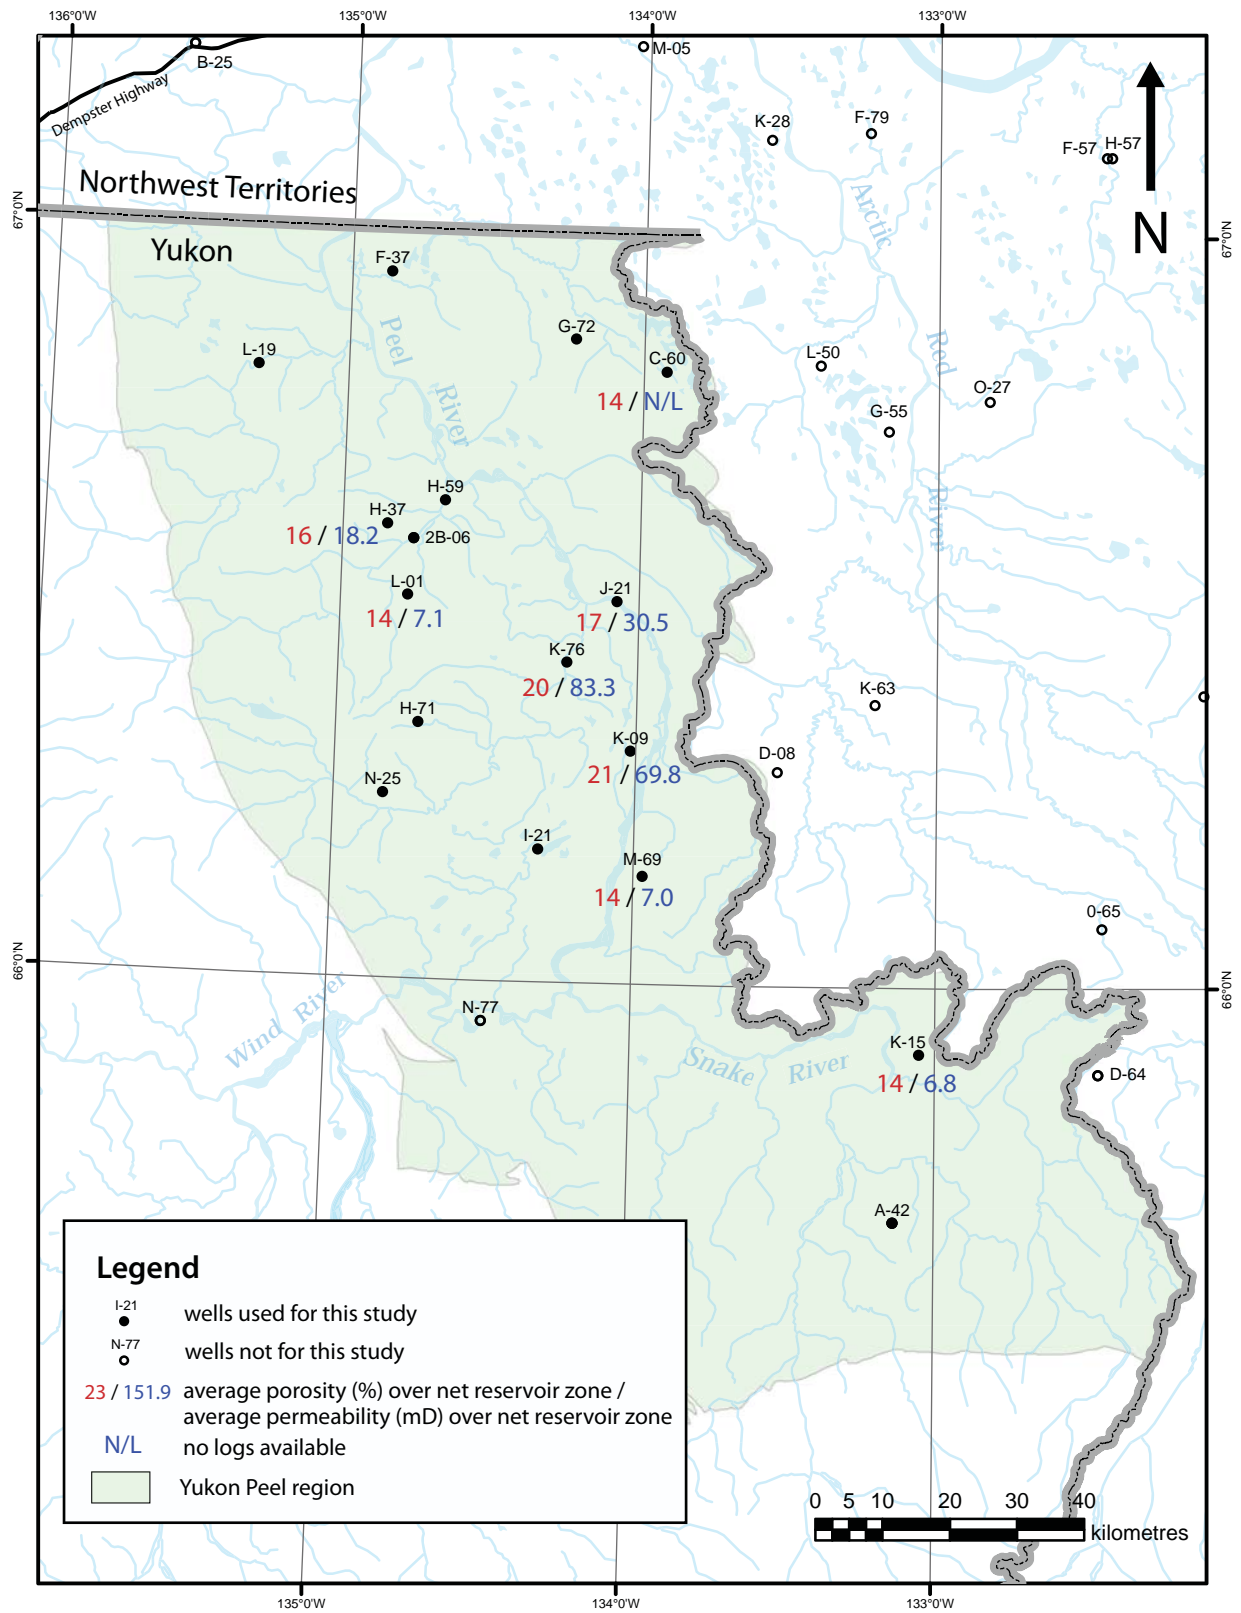 136°0'W
135°0'W
134°0'W
133°0'W
B-25
M-05
Dempster Highway
K-28
F-79
F-57
H-57
N
Northwest Territories
67°0'N
67°0'N
Yukon
Arctic
Red
River
F-37
Peel
River
G-72
L-19
C-60
14 / N/L
L-50
O-27
G-55
H-59
H-37
16 / 18.2
2B-06
L-01
14 / 7.1
J-21
17 / 30.5
K-76
20 / 83.3
K-63
H-71
K-09
21 / 69.8
D-08
N-25
I-21
M-69
14 / 7.0
0-65
66°0'N
66°0'N
Wind River
N-77
Snake River
K-15
14 / 6.8
D-64
A-42
Legend
I-21
wells used for this study
N-77
wells not for this study
23 / 151.9
average porosity (%) over net reservoir zone /
average permeability (mD) over net reservoir zone
N/L
no logs available
Yukon Peel region
0 5 10 20 30 40
kilometres
135°0'W
134°0'W
133°0'W